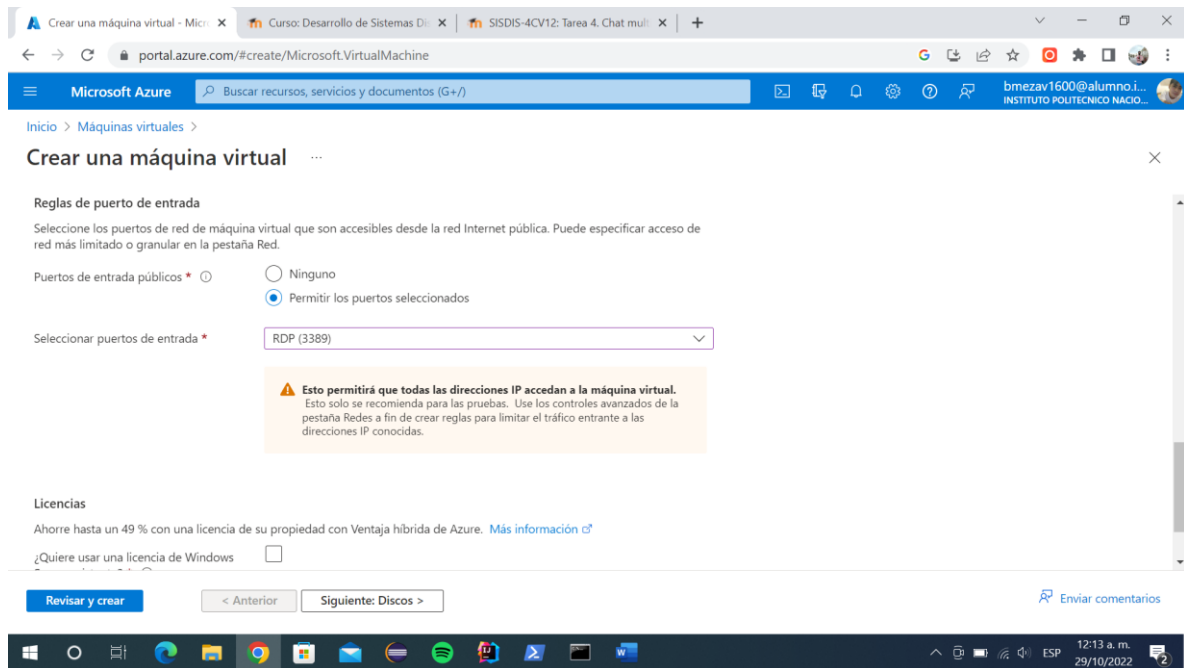 Crear una máquina virtual - Micr
Curso: Desarrollo de Sistemas Di
SISDIS-4CV12: Tarea 4. Chat mult
portal.azure.com/#create/Microsoft.VirtualMachine
Microsoft Azure
Buscar recursos, servicios y documentos (G+/)
bmezav1600@alumno.i...
INSTITUTO POLITECNICO NACIO...
Inicio > Máquinas virtuales >
Crear una máquina virtual ...
Reglas de puerto de entrada
Seleccione los puertos de red de máquina virtual que son accesibles desde la red Internet pública. Puede especificar acceso de
red más limitado o granular en la pestaña Red.
Puertos de entrada públicos *
Ninguno
Permitir los puertos seleccionados
Seleccionar puertos de entrada *
RDP (3389)
Esto permitirá que todas las direcciones IP accedan a la máquina virtual.
Esto solo se recomienda para las pruebas. Use los controles avanzados de la
pestaña Redes a fin de crear reglas para limitar el tráfico entrante a las
direcciones IP conocidas.
Licencias
Ahorre hasta un 49 % con una licencia de su propiedad con Ventaja híbrida de Azure. Más información
¿Quiere usar una licencia de Windows
Revisar y crear
< Anterior
Siguiente: Discos >
Enviar comentarios
ESP
12:13 a. m.
29/10/2022
2